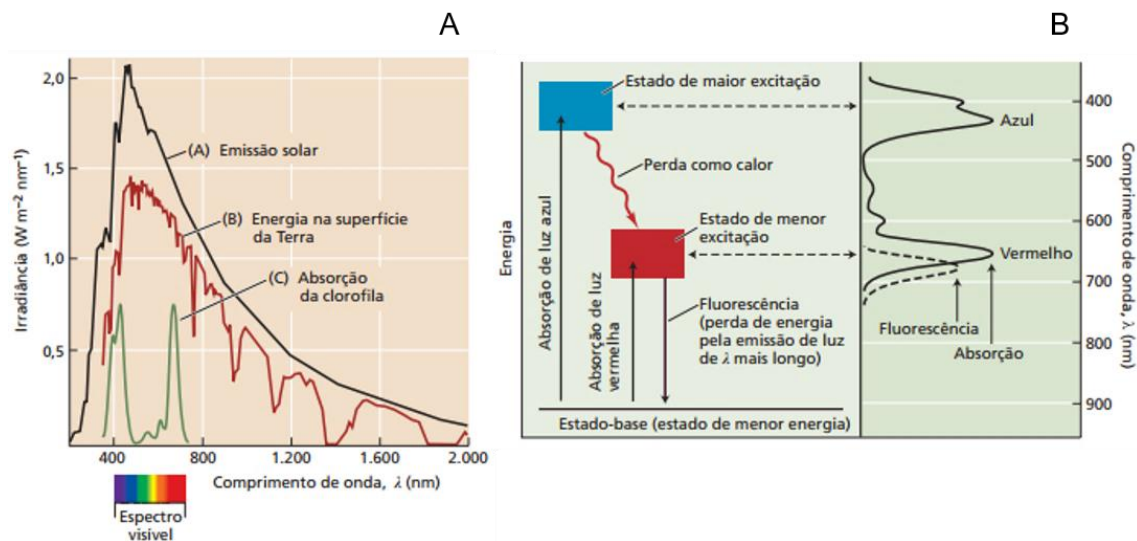 A
Irradiância (W m–2 nm–1)
2,0
1,5
1,0
0,5
(A) Emissão solar
(B) Energia na superfície
da Terra
(C) Absorção
da clorofila
400
800
1.200
1.600
2.000
Comprimento de onda, λ (nm)
Espectro
visível
B
Energia
Estado de maior excitação
Perda como calor
Absorção de luz azul
Estado de menor
excitação
Absorção de luz
vermelha
Fluorescência
(perda de energia
pela emissão de luz
de λ mais longo)
Estado-base (estado de menor energia)
Azul
Vermelho
Fluorescência
Absorção
400
500
600
700
800
900
Comprimento de onda, λ (nm)